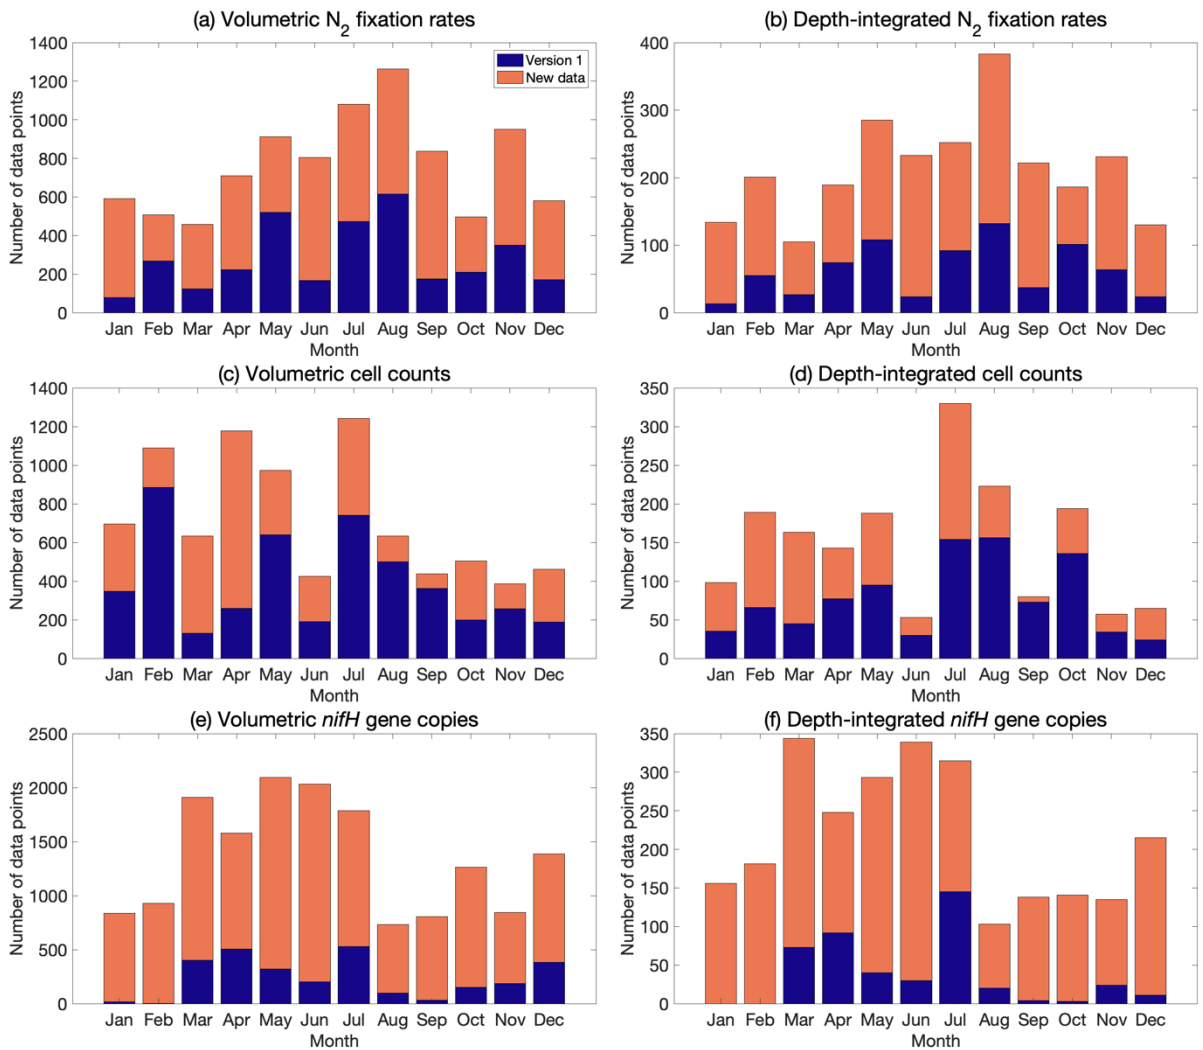 (a) Volumetric N2 fixation rates
Number of data points
1400
1200
1000
800
600
400
200
0
Version 1
New data
Jan Feb Mar Apr May Jun Jul Aug Sep Oct Nov Dec
Month
(b) Depth-integrated N2 fixation rates
Number of data points
400
300
200
100
0
Jan Feb Mar Apr May Jun Jul Aug Sep Oct Nov Dec
Month
(c) Volumetric cell counts
Number of data points
1400
1200
1000
800
600
400
200
0
Jan Feb Mar Apr May Jun Jul Aug Sep Oct Nov Dec
Month
(d) Depth-integrated cell counts
Number of data points
350
300
250
200
150
100
50
0
Jan Feb Mar Apr May Jun Jul Aug Sep Oct Nov Dec
Month
(e) Volumetric nifH gene copies
Number of data points
2500
2000
1500
1000
500
0
Jan Feb Mar Apr May Jun Jul Aug Sep Oct Nov Dec
Month
(f) Depth-integrated nifH gene copies
Number of data points
350
300
250
200
150
100
50
0
Jan Feb Mar Apr May Jun Jul Aug Sep Oct Nov Dec
Month